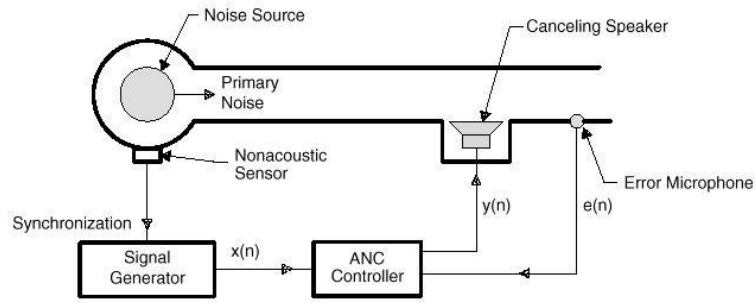 Noise Source
Canceling Speaker
Primary
Noise
Nonacoustic
Sensor
Error Microphone
Synchronization
y(n)
e(n)
x(n)
Signal
Generator
ANC
Controller